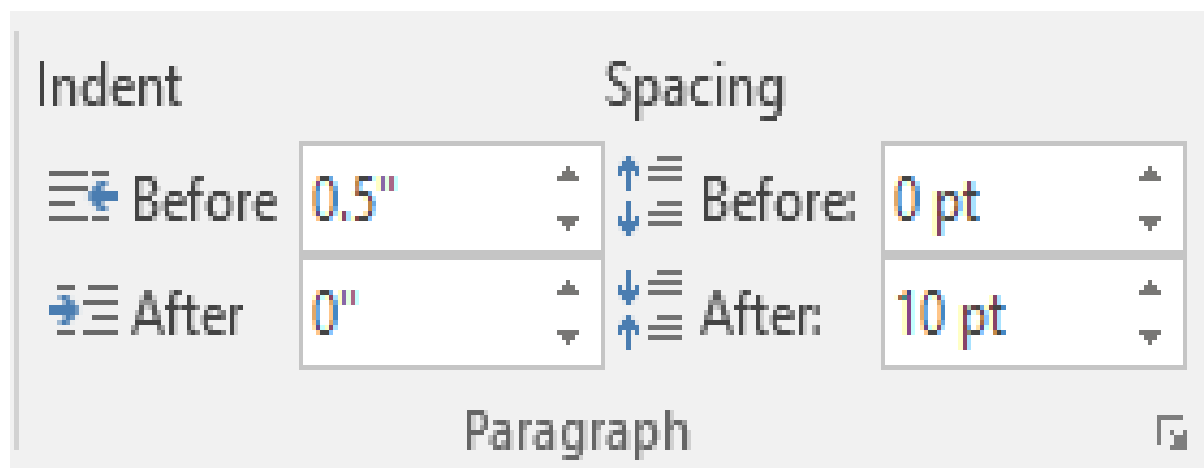 Indent Spacing
Before 0.5" Before: 0 pt
After 0" After: 10 pt
Paragraph